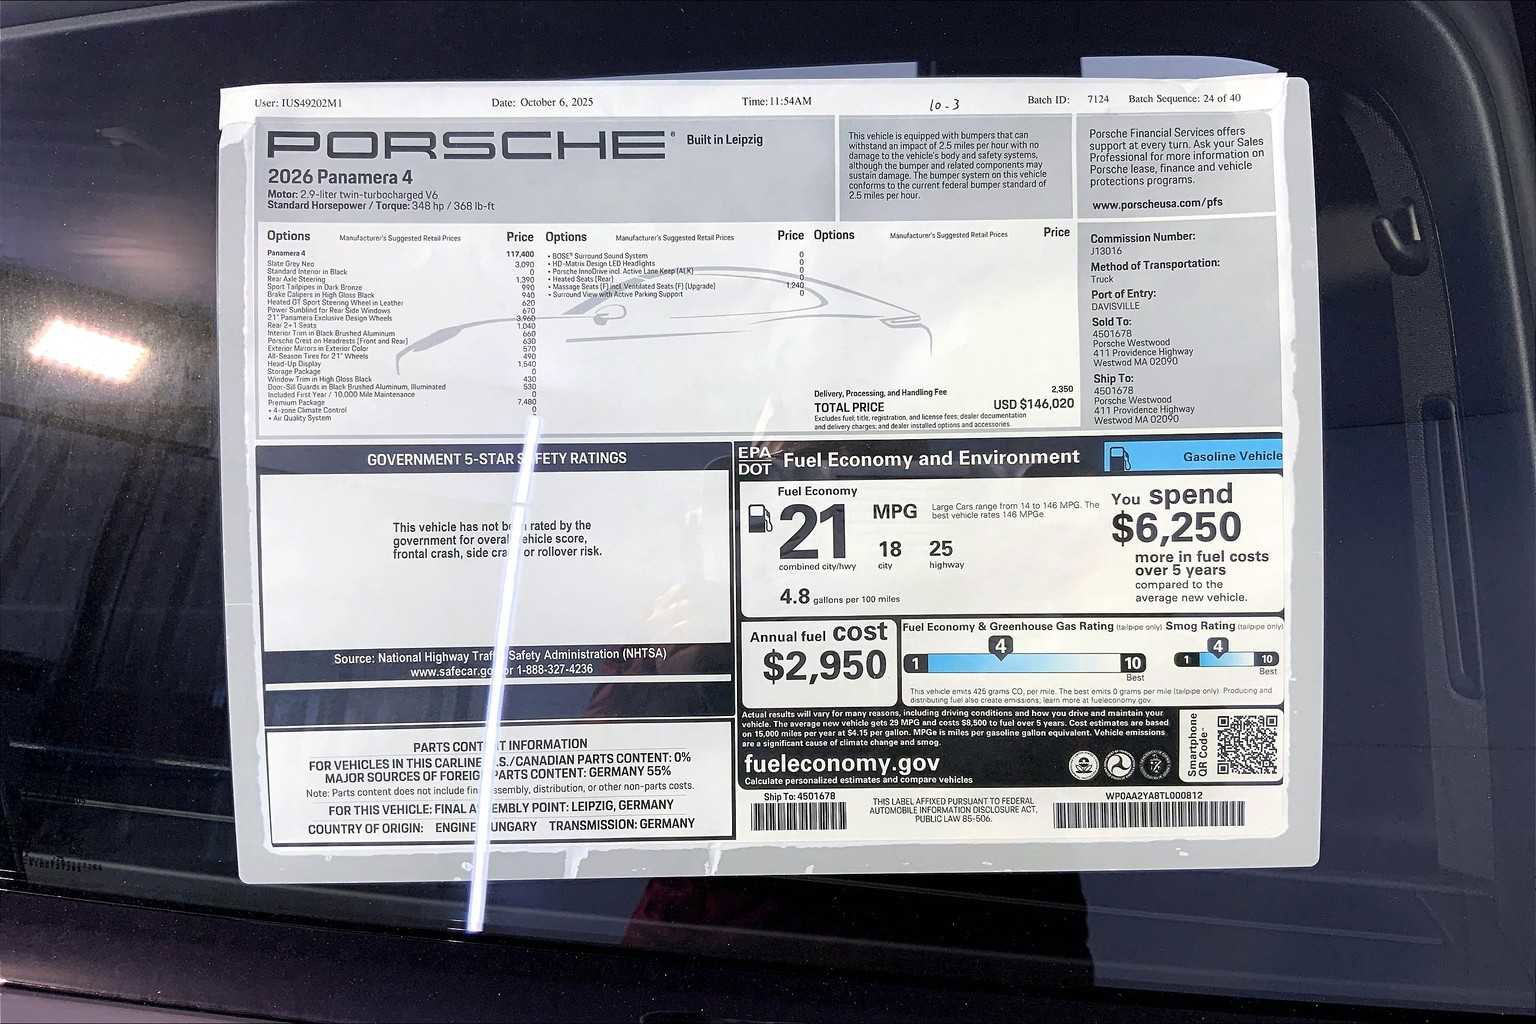 User: IUS49202M1 Date: October 6, 2025 Time:11:54AM 10-3 Batch ID: 7124 Batch Sequence: 24 of 40
PORSCHE® Built in Leipzig
2026 Panamera 4
Motor: 2.9-liter twin-turbocharged V6
Standard Horsepower / Torque: 348 hp / 368 lb-ft
This vehicle is equipped with bumpers that can
withstand an impact of 2.5 miles per hour with no
damage to the vehicle's body and safety systems,
although the bumper and related components may
sustain damage. The bumper system on this vehicle
conforms to the current federal bumper standard of
2.5 miles per hour.
Porsche Financial Services offers
support at every turn. Ask your Sales
Professional for more information on
Porsche lease, finance and vehicle
protections programs.
www.porscheusa.com/pfs
Options Manufacturer's Suggested Retail Prices Price
Panamera 4 117,400
Slate Grey Neo 3,090
Standard Interior in Black 0
Rear Axle Steering 1,390
Sport Tailpipes in Dark Bronze 990
Brake Calipers in High Gloss Black 940
Heated GT Sport Steering Wheel in Leather 620
Power Sunblind for Rear Side Windows 670
21" Panamera Exclusive Design Wheels 3,960
Rear 2+1 Seats 1,040
Interior Trim in Black Brushed Aluminum 660
Porsche Crest on Headrests (Front and Rear) 630
Exterior Mirrors in Exterior Color 570
All-Season Tires for 21" Wheels 490
Head-Up Display 1,540
Storage Package 0
Window Trim in High Gloss Black 430
Door-Sill Guards in Black Brushed Aluminum, Illuminated 530
Included First Year / 10,000 Mile Maintenance 0
Premium Package 7,480
• 4-zone Climate Control 0
• Air Quality System
Options Manufacturer's Suggested Retail Prices Price
• BOSE® Surround Sound System 0
• HD-Matrix Design LED Headlights 0
• Porsche InnoDrive incl. Active Lane Keep (ALK) 0
• Heated Seats (Rear) 0
• Massage Seats (F) incl. Ventilated Seats (F) (Upgrade) 1,240
• Surround View with Active Parking Support 0
Options Manufacturer's Suggested Retail Prices Price
Delivery, Processing, and Handling Fee 2,350
TOTAL PRICE USD $146,020
Excludes fuel, title, registration, and license fees, dealer documentation
and delivery charges; and dealer installed options and accessories.
Commission Number:
J13016
Method of Transportation:
Truck
Port of Entry:
DAVISVILLE
Sold To:
4501678
Porsche Westwood
411 Providence Highway
Westwod MA 02090
Ship To:
4501678
Porsche Westwood
411 Providence Highway
Westwod MA 02090
GOVERNMENT 5-STAR SAFETY RATINGS
This vehicle has not been rated by the
government for overall vehicle score,
frontal crash, side crash or rollover risk.
Source: National Highway Traffic Safety Administration (NHTSA)
www.safecar.gov or 1-888-327-4236
PARTS CONTENT INFORMATION
FOR VEHICLES IN THIS CARLINE U.S./CANADIAN PARTS CONTENT: 0%
MAJOR SOURCES OF FOREIGN PARTS CONTENT: GERMANY 55%
Note: Parts content does not include final assembly, distribution, or other non-parts costs.
FOR THIS VEHICLE: FINAL ASSEMBLY POINT: LEIPZIG, GERMANY
COUNTRY OF ORIGIN: ENGINE: HUNGARY TRANSMISSION: GERMANY
EPA
DOT Fuel Economy and Environment Gasoline Vehicle
Fuel Economy
21 MPG
combined city/hwy
18 city
25 highway
4.8 gallons per 100 miles
Large Cars range from 14 to 146 MPG. The
best vehicle rates 146 MPGe.
You spend
$6,250
more in fuel costs
over 5 years
compared to the
average new vehicle.
Annual fuel cost
$2,950
Fuel Economy & Greenhouse Gas Rating (tailpipe only)
4
1 10
Best
Smog Rating (tailpipe only)
4
1 10
Best
This vehicle emits 425 grams CO₂ per mile. The best emits 0 grams per mile (tailpipe only). Producing and
distributing fuel also create emissions; learn more at fueleconomy.gov.
Actual results will vary for many reasons, including driving conditions and how you drive and maintain your
vehicle. The average new vehicle gets 29 MPG and costs $8,500 to fuel over 5 years. Cost estimates are based
on 15,000 miles per year at $4.15 per gallon. MPGe is miles per gasoline gallon equivalent. Vehicle emissions
are a significant cause of climate change and smog.
fueleconomy.gov
Calculate personalized estimates and compare vehicles
Smartphone
QR Code™
Ship To: 4501678
THIS LABEL AFFIXED PURSUANT TO FEDERAL
AUTOMOBILE INFORMATION DISCLOSURE ACT,
PUBLIC LAW 85-506.
WP0AA2YA8TL000812